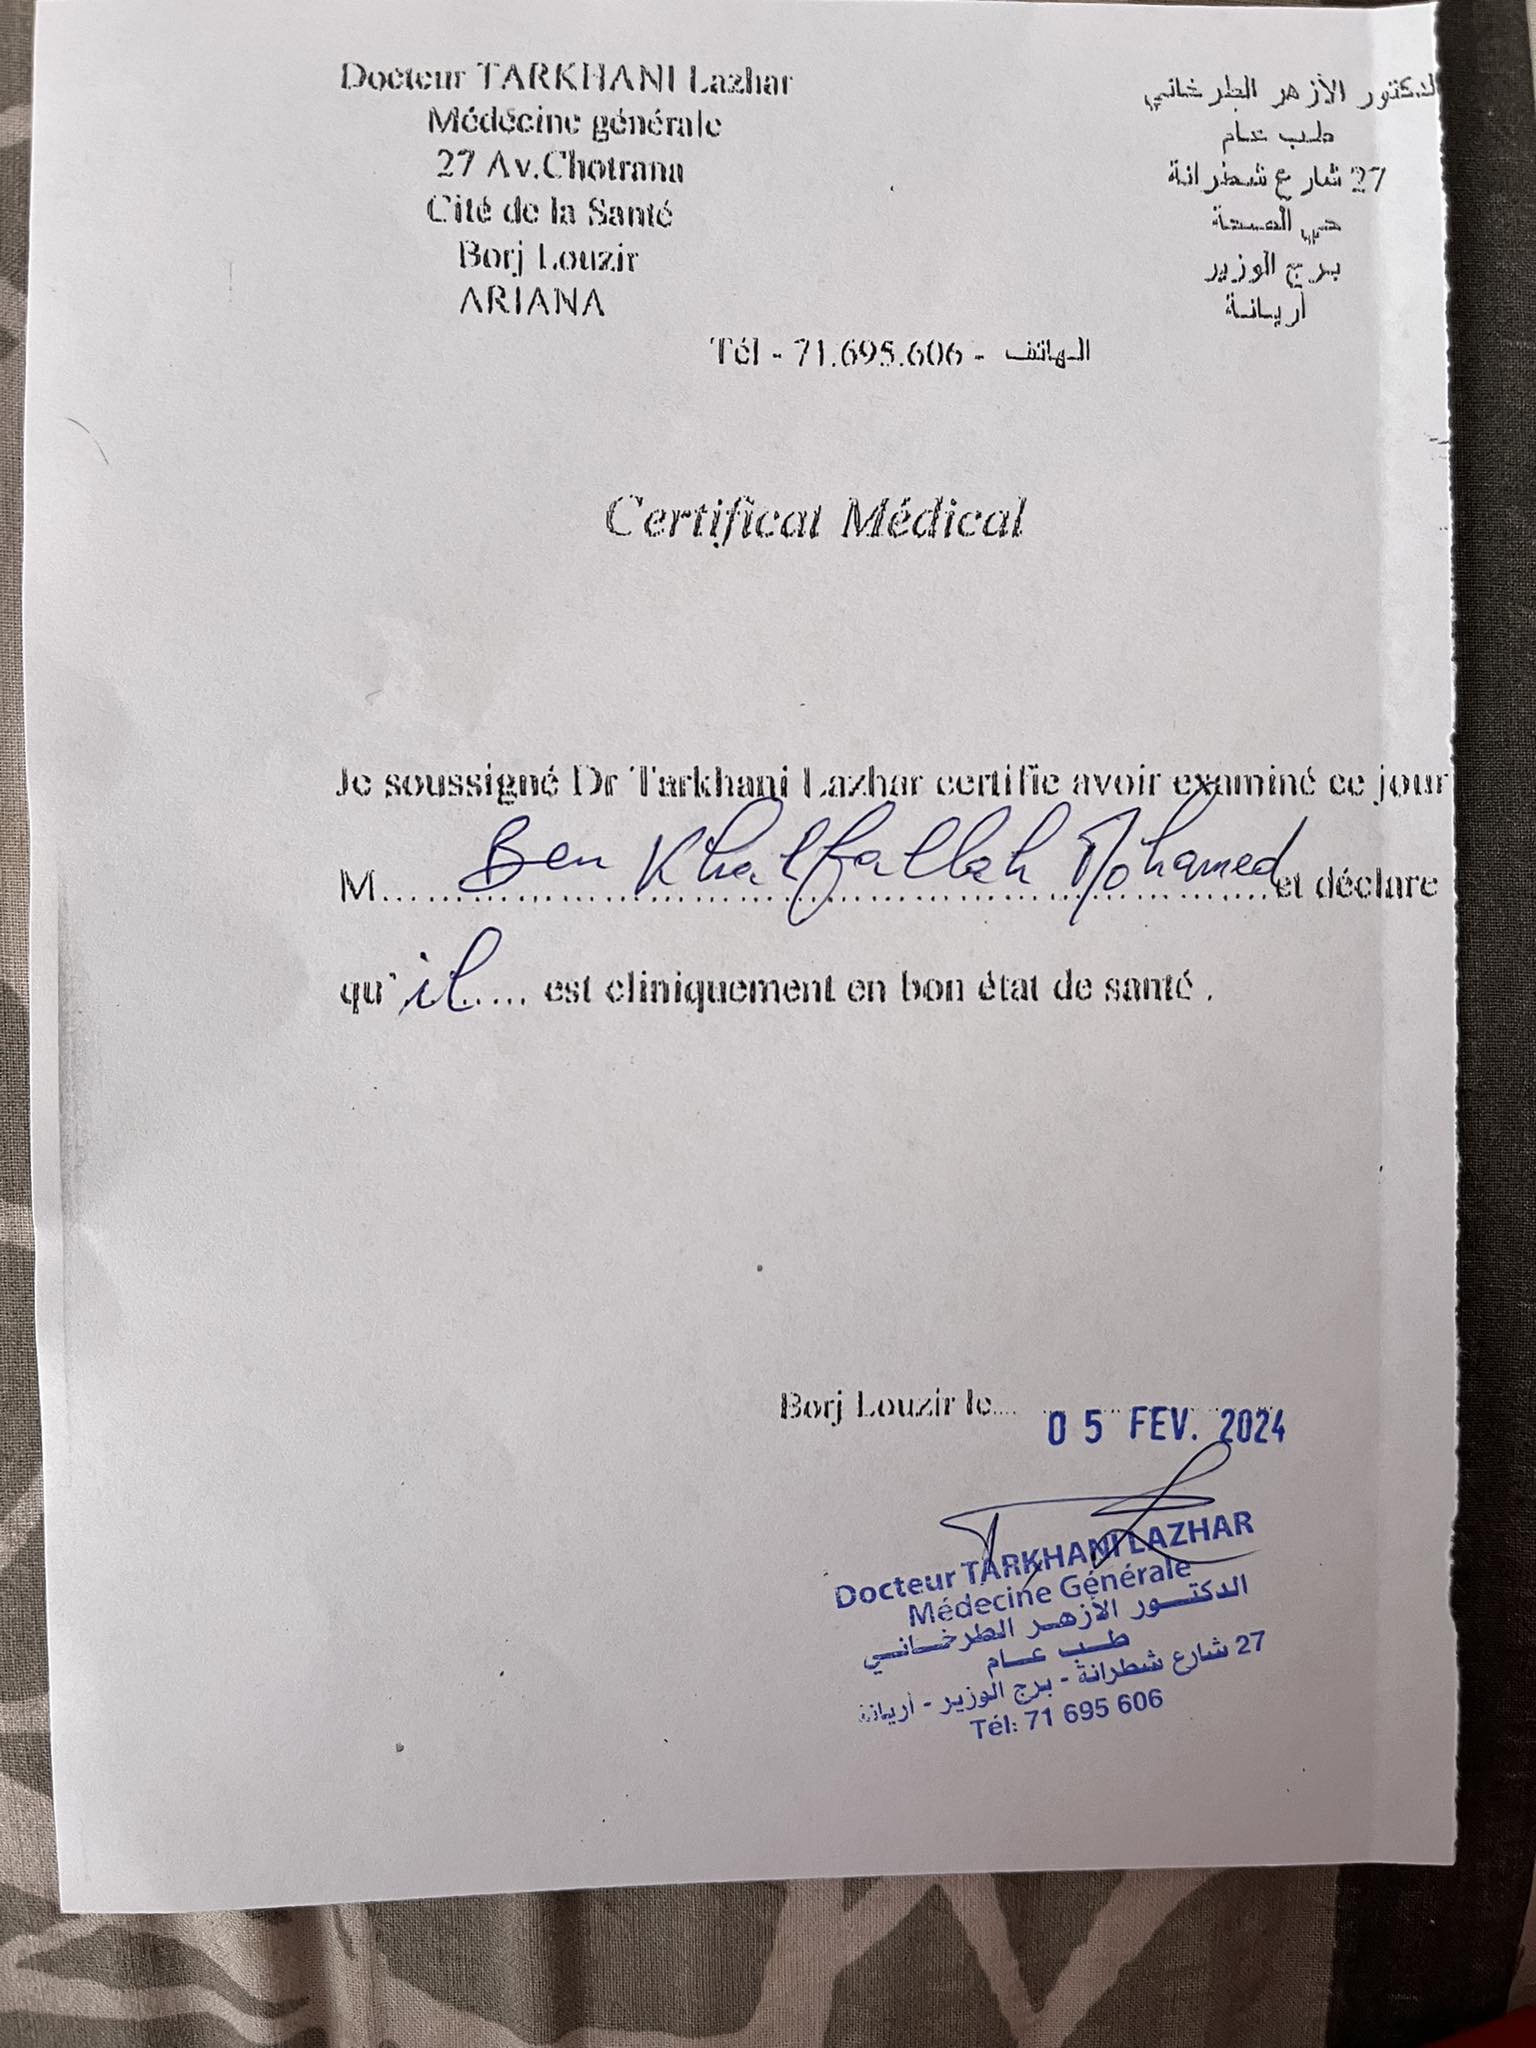 Docteur TARKHANI Lazhar
Médécine générale
27 Av.Chotrana
Cité de la Santé
Borj Louzir
ARIANA
الدكتور الأزهر الطرخاني
طب عام
27 شارع شطرانة
حي الصحة
برج الوزير
أريانة
Tél - 71.695.606 - الهاتف
Certificat Médical
Je soussigné Dr Tarkhani Lazhar certifie avoir examiné ce jour
M... Ben Khalfallah Mohamed ...et déclare
qu' il ..... est cliniquement en bon état de santé .
Borj Louzir le.... 05 FEV. 2024
Docteur TARKHANI LAZHAR
Médecine Générale
الدكتور الأزهر الطرخاني
طب عام
27 شارع شطرانة - برج الوزير - أريانة
Tél: 71 695 606